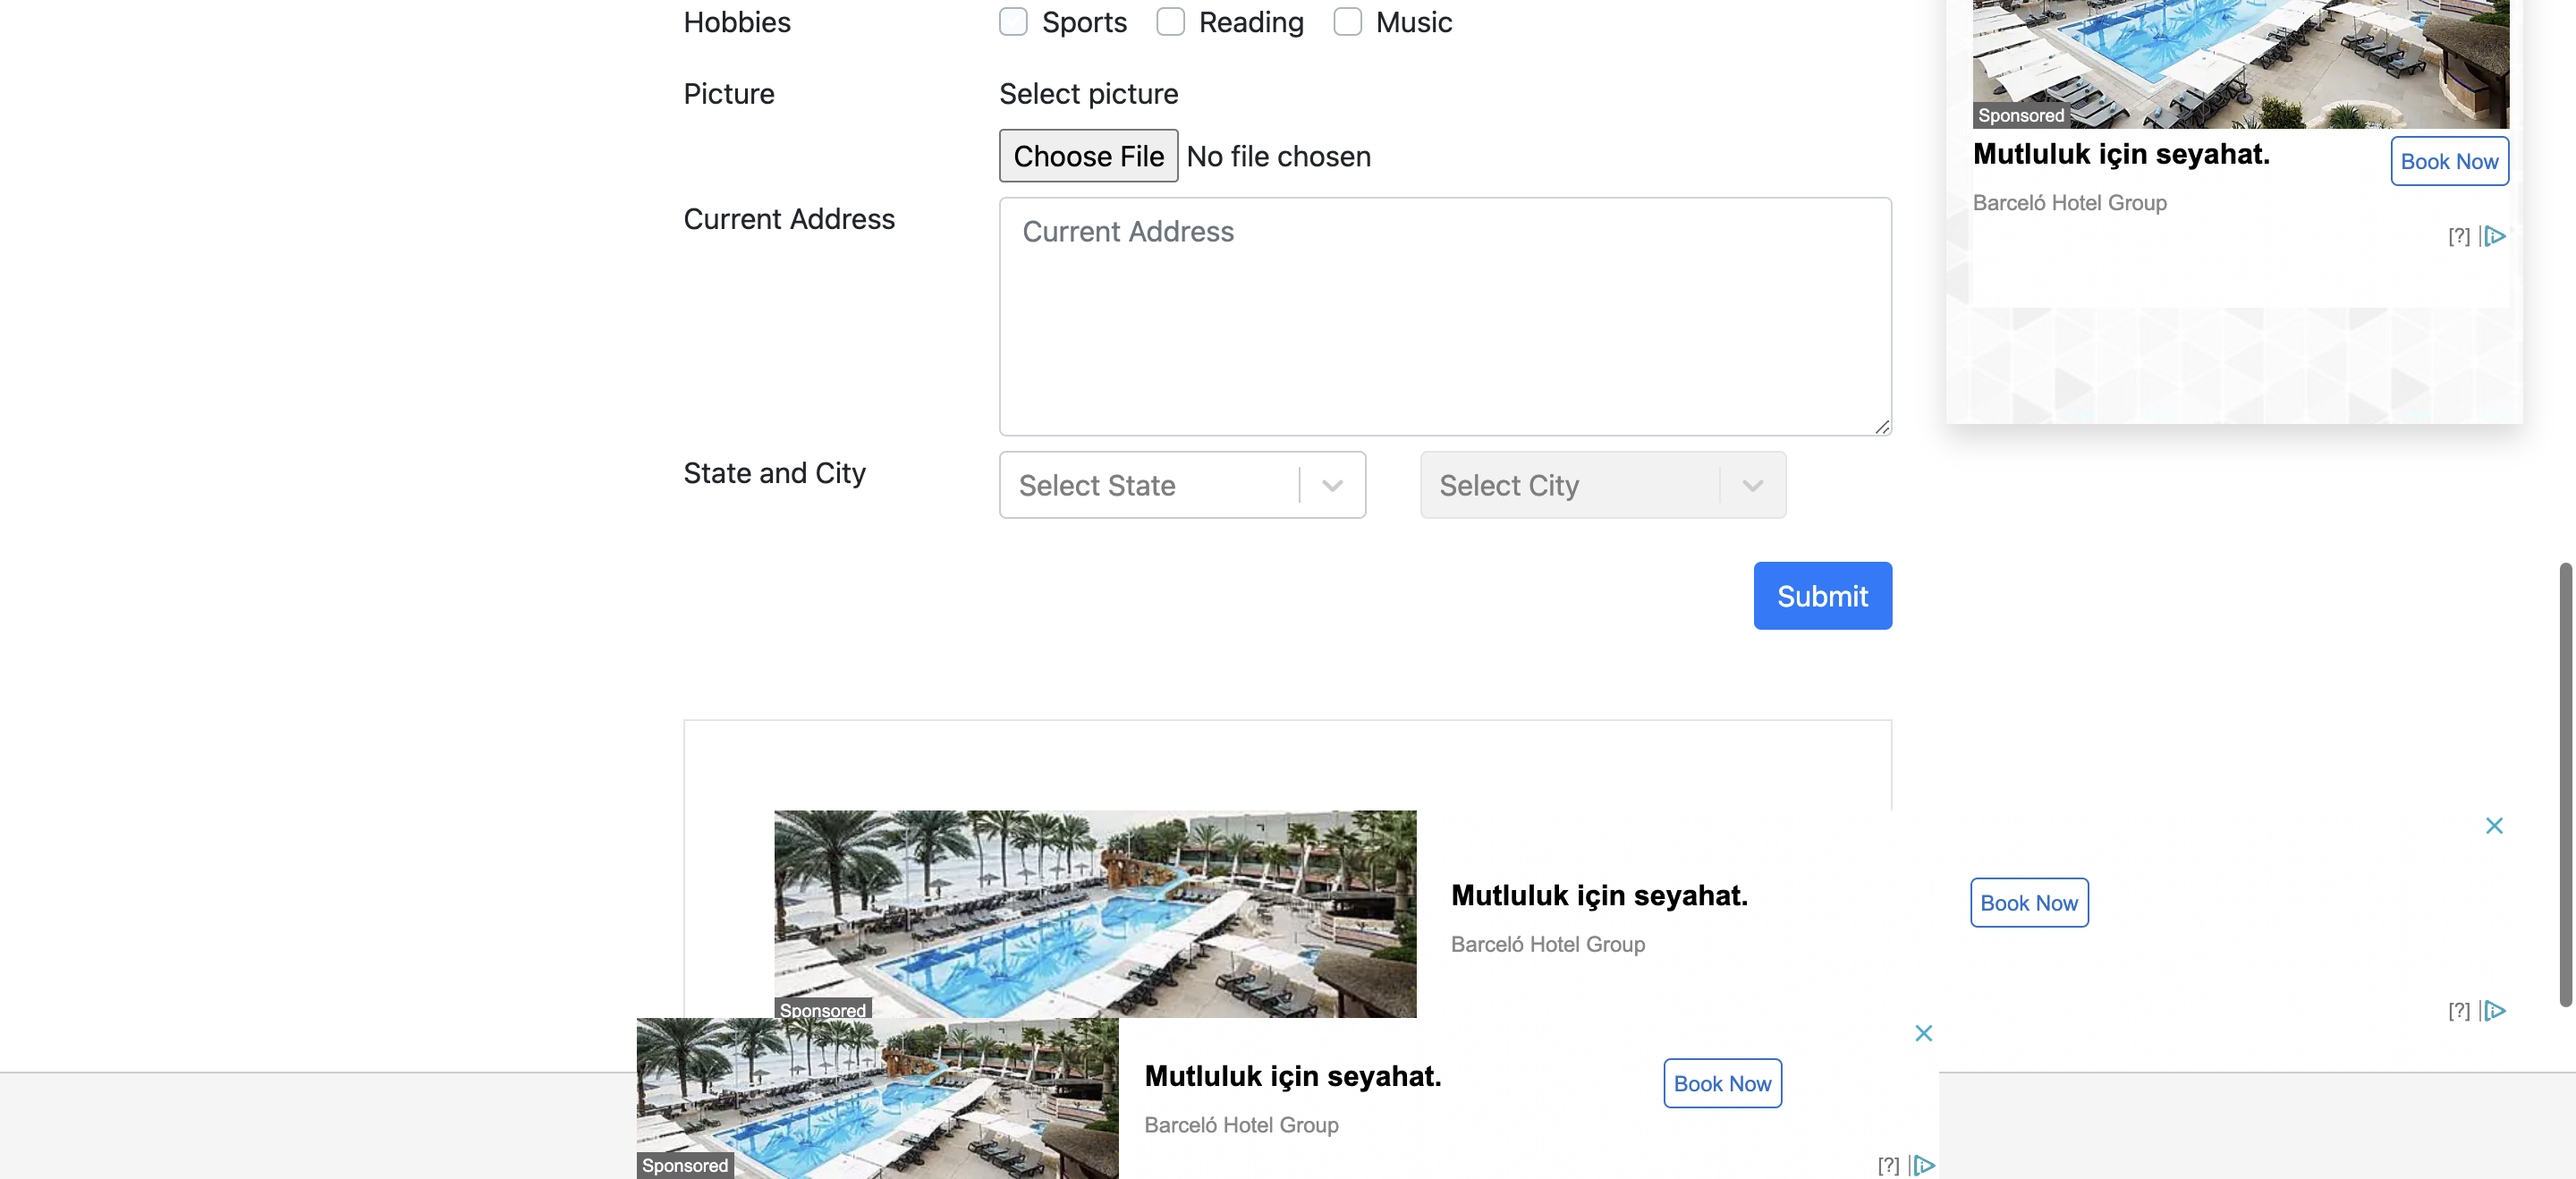 Hobbies
Sports
Reading
Music
Picture
Select picture
Choose File No file chosen
Current Address
Current Address
State and City
Select State
Select City
Submit
Sponsored
Mutluluk için seyahat.
Book Now
Barceló Hotel Group
[?]
Mutluluk için seyahat.
Barceló Hotel Group
Book Now
Sponsored
[?]
Mutluluk için seyahat.
Barceló Hotel Group
Book Now
Sponsored
[?]